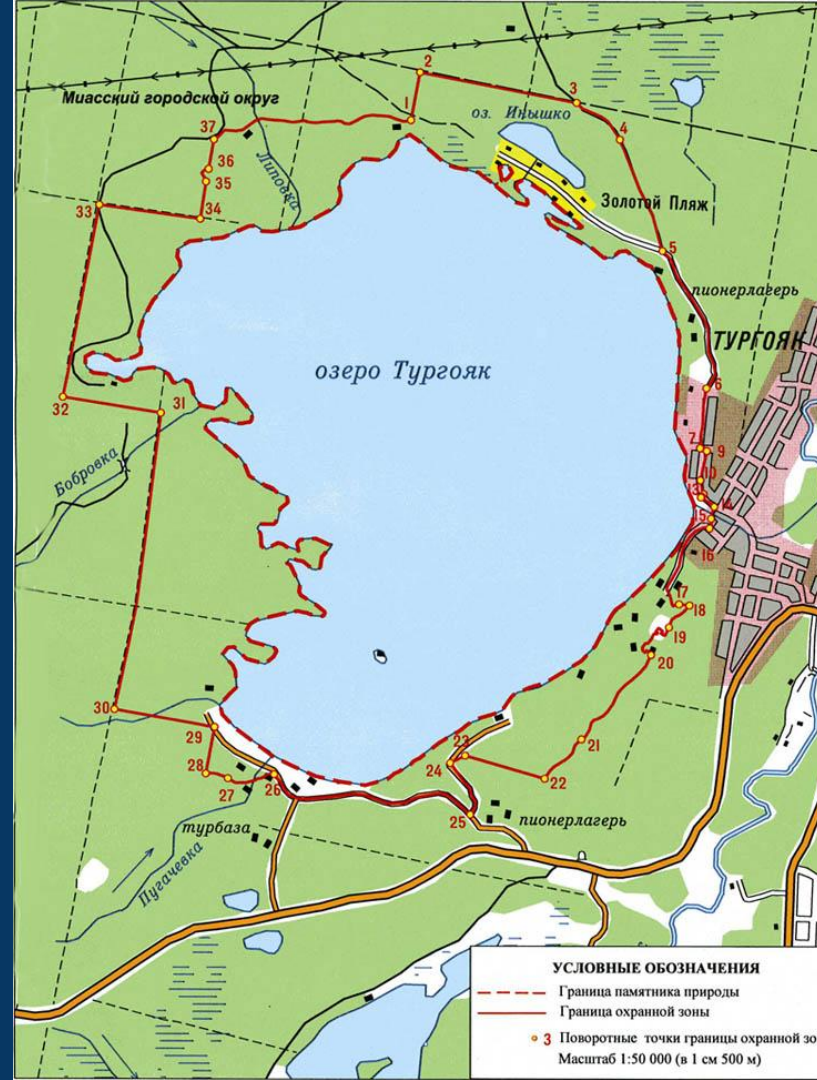 2
Миасский городской округ
3
1
оз. Инышко
37
4
Липовка
36
35
Золотой Пляж
33
34
5
пионерлагерь
ТУРГОЯК
озеро Тургояк
6
32
31
7
9
Бобровка
10
13
14
15
16
17
18
19
20
30
29
21
23
24
28
26
22
27
25
турбаза
пионерлагерь
Пугачевка
УСЛОВНЫЕ ОБОЗНАЧЕНИЯ
Граница памятника природы
Граница охранной зоны
3 Поворотные точки границы охранной зо
Масштаб 1:50 000 (в 1 см 500 м)